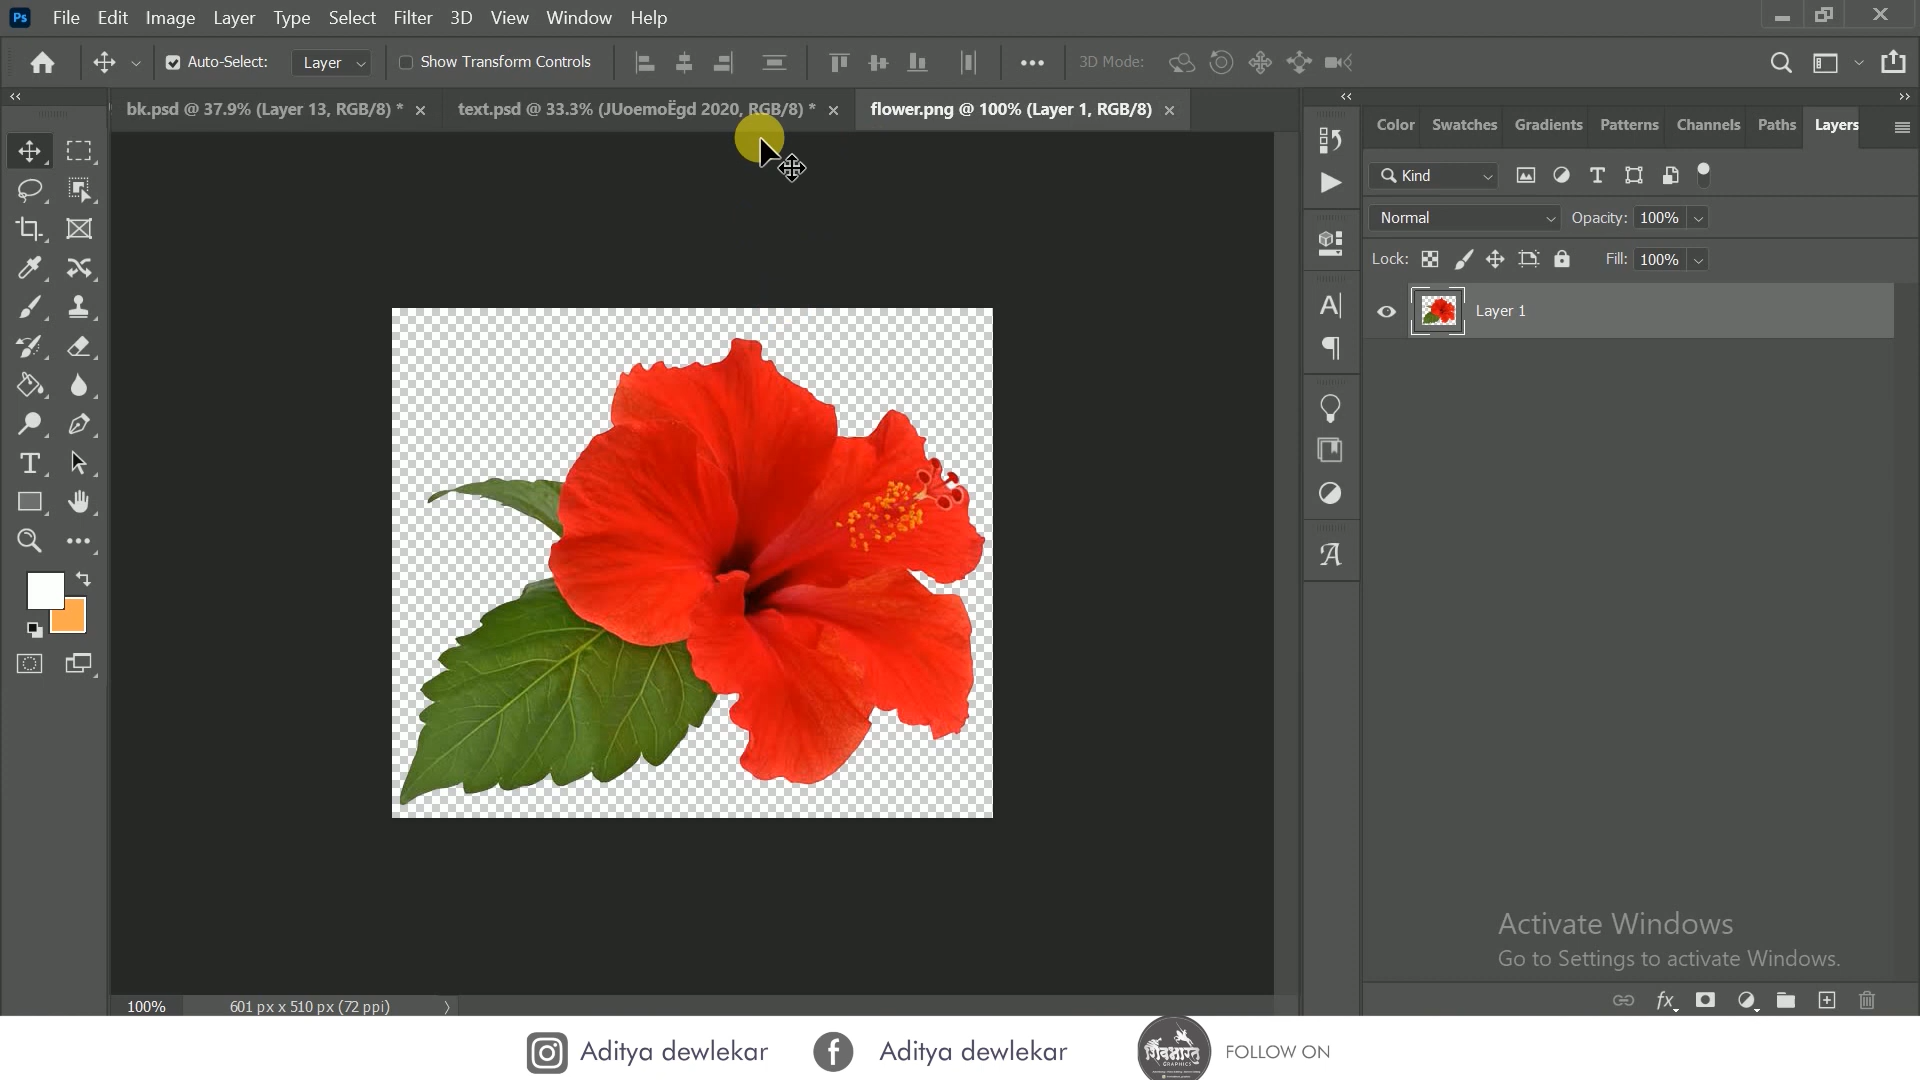 Ps File Edit Image Layer Type Select Filter 3D View Window Help
Auto-Select: Layer Show Transform Controls 3D Mode:
bk.psd @ 37.9% (Layer 13, RGB/8) * text.psd @ 33.3% (JUoemoËgd 2020, RGB/8) * flower.png @ 100% (Layer 1, RGB/8)
Color Swatches Gradients Patterns Channels Paths Layers
Kind
Normal Opacity: 100%
Lock: Fill: 100%
Layer 1
Activate Windows
Go to Settings to activate Windows.
100% 601 px x 510 px (72 ppi)
Aditya dewlekar Aditya dewlekar शिवभारत FOLLOW ON
GRAPHICS